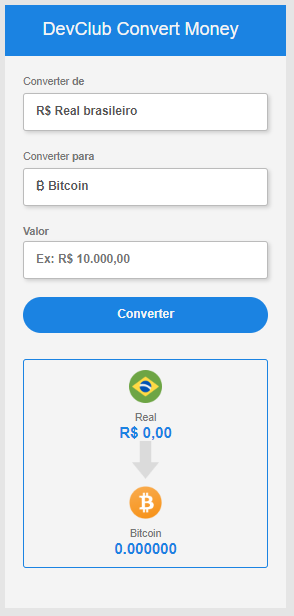 DevClub Convert Money
Converter de
R$ Real brasileiro
Converter para
₿ Bitcoin
Valor
Ex: R$ 10.000,00
Converter
Real
R$ 0,00
Bitcoin
0.000000